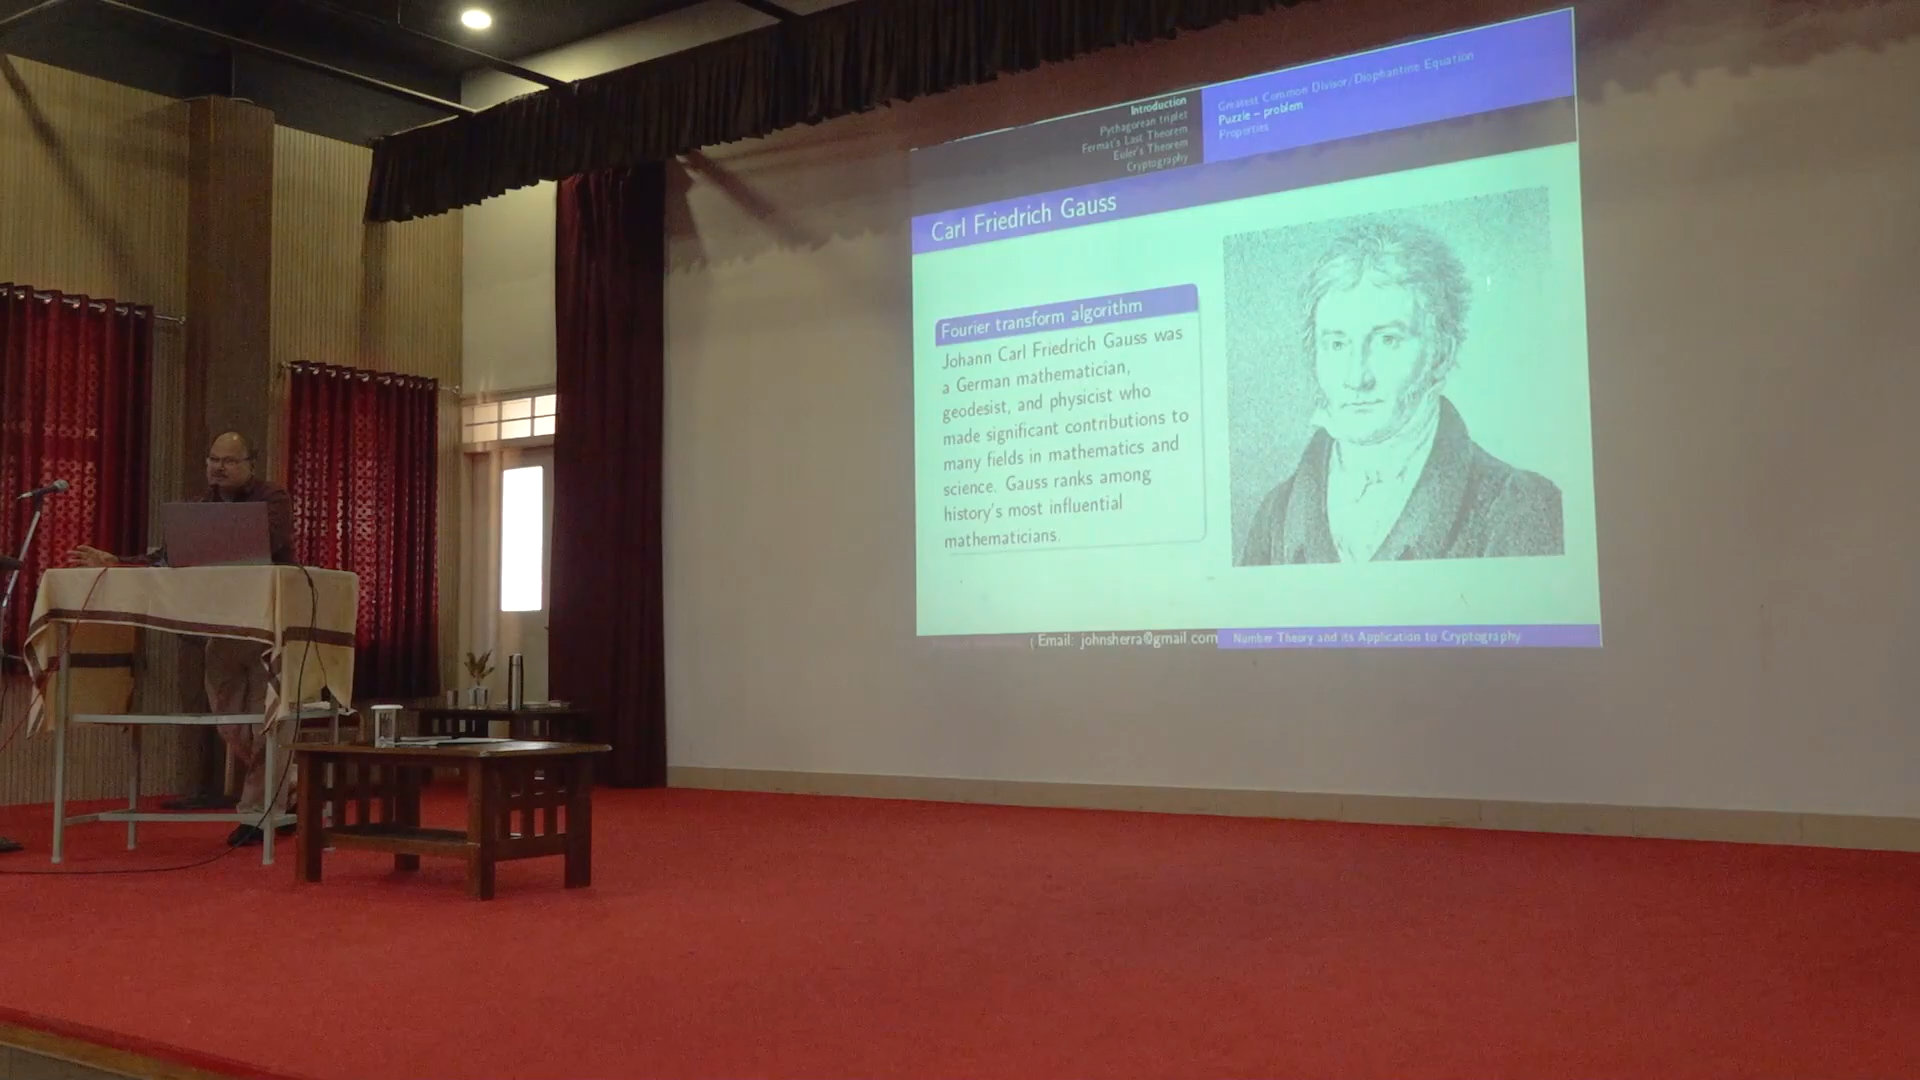 Introduction
Pythagorean triplet
Fermat's Last Theorem
Euler's Theorem
Cryptography
Greatest Common Divisor/Diophantine Equation
Puzzle – problem
Properties
Carl Friedrich Gauss
Fourier transform algorithm
Johann Carl Friedrich Gauss was
a German mathematician,
geodesist, and physicist who
made significant contributions to
many fields in mathematics and
science. Gauss ranks among
history's most influential
mathematicians.
( Email: johnsherra@gmail.com
Number Theory and its Application to Cryptography